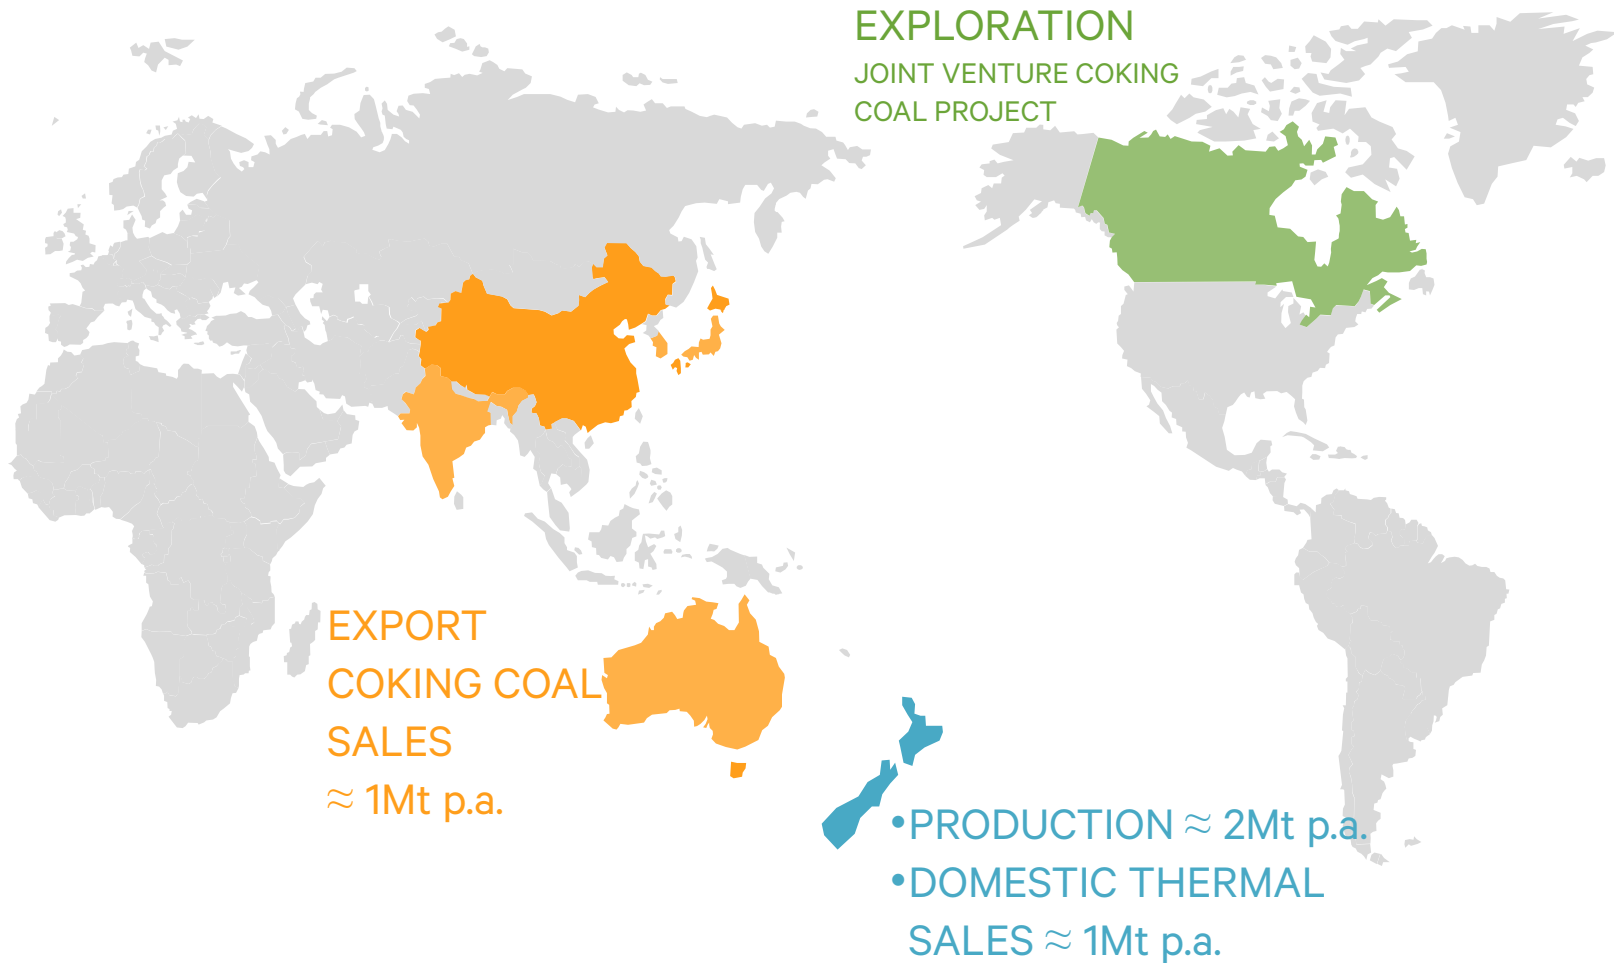 EXPLORATION
JOINT VENTURE COKING
COAL PROJECT
EXPORT
COKING COAL
SALES
≈ 1Mt p.a.
•PRODUCTION ≈ 2Mt p.a.
•DOMESTIC THERMAL
SALES ≈ 1Mt p.a.